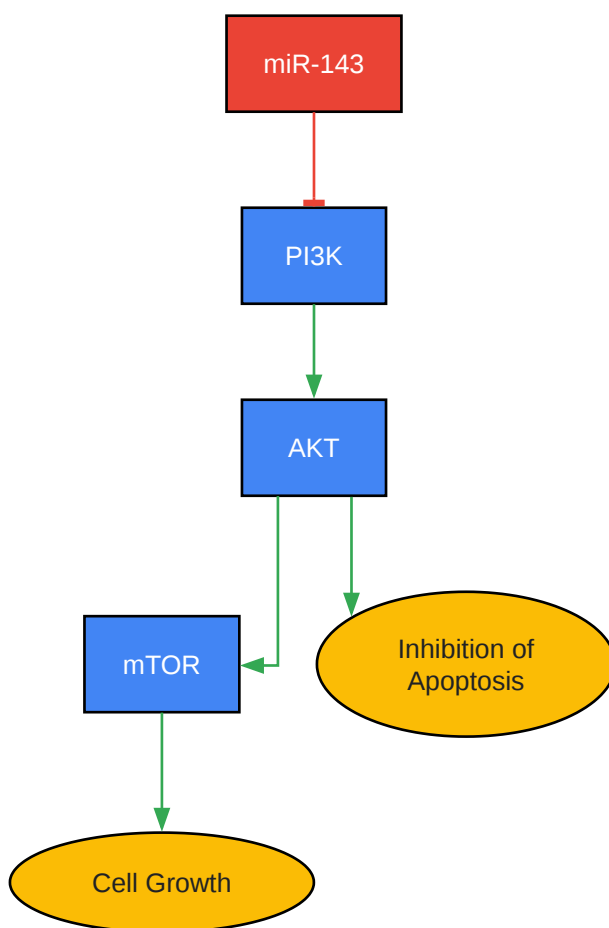 miR-143
PI3K
AKT
mTOR
Inhibition of
Apoptosis
Cell Growth